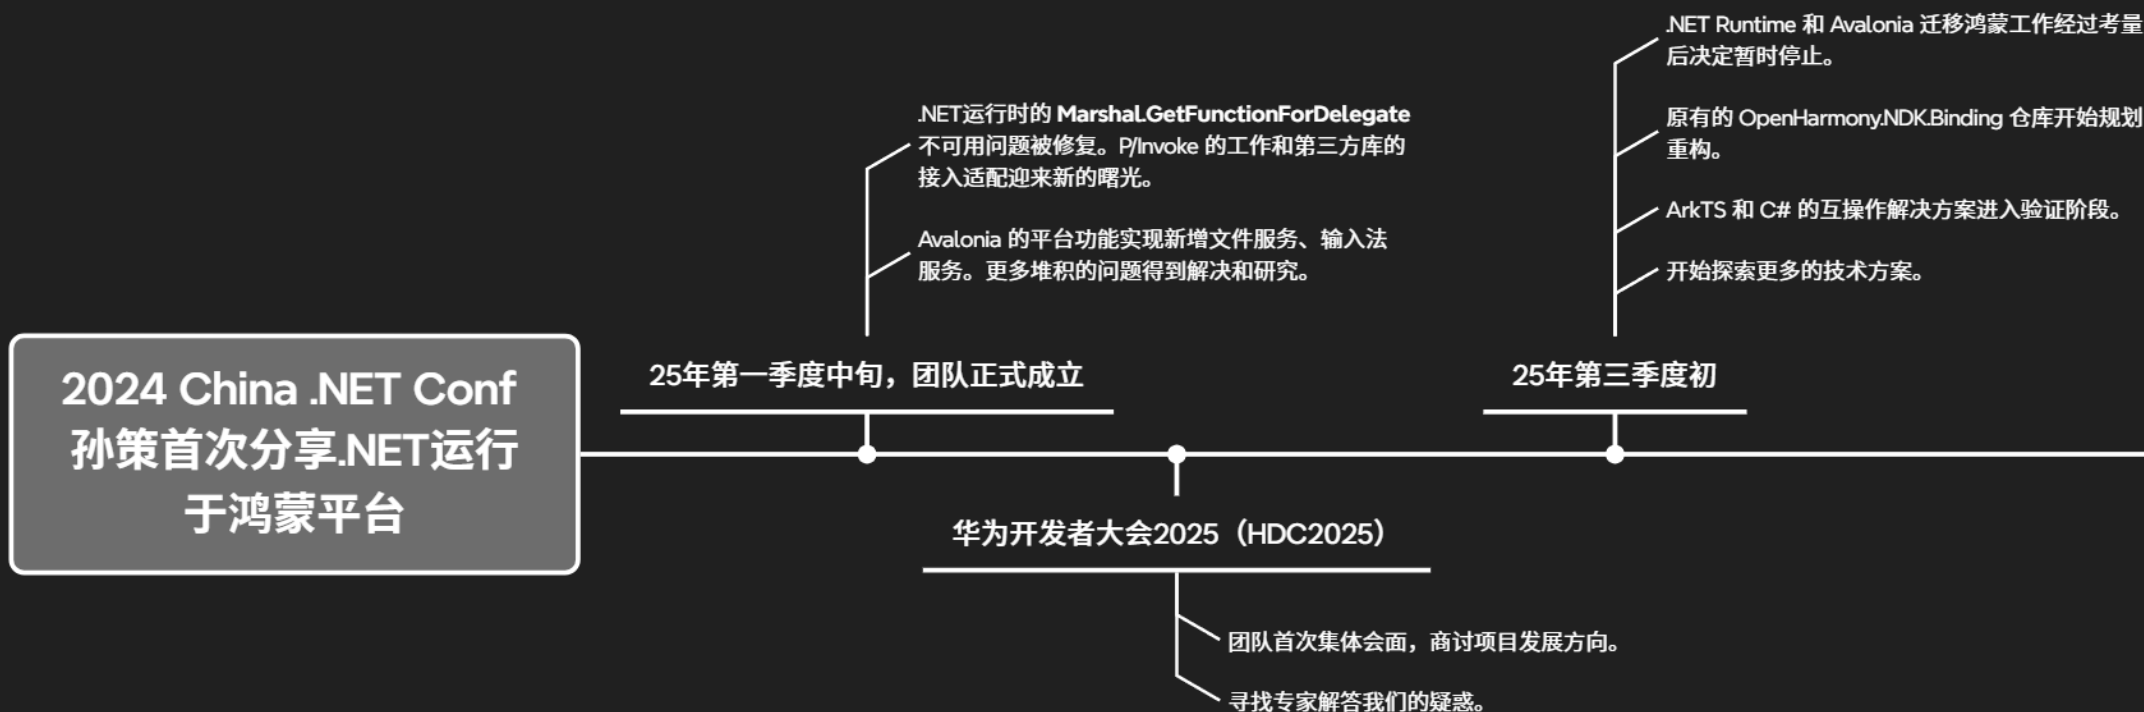 2024 China .NET Conf
孙策首次分享.NET运行
于鸿蒙平台
.NET运行时的 Marshal.GetFunctionForDelegate
不可用问题被修复。P/Invoke 的工作和第三方库的
接入适配迎来新的曙光。
Avalonia 的平台功能实现新增文件服务、输入法
服务。更多堆积的问题得到解决和研究。
25年第一季度中旬，团队正式成立
华为开发者大会2025（HDC2025）
团队首次集体会面，商讨项目发展方向。
寻找专家解答我们的疑惑。
.NET Runtime 和 Avalonia 迁移鸿蒙工作经过考量
后决定暂时停止。
原有的 OpenHarmony.NDK.Binding 仓库开始规划
重构。
ArkTS 和 C# 的互操作解决方案进入验证阶段。
开始探索更多的技术方案。
25年第三季度初